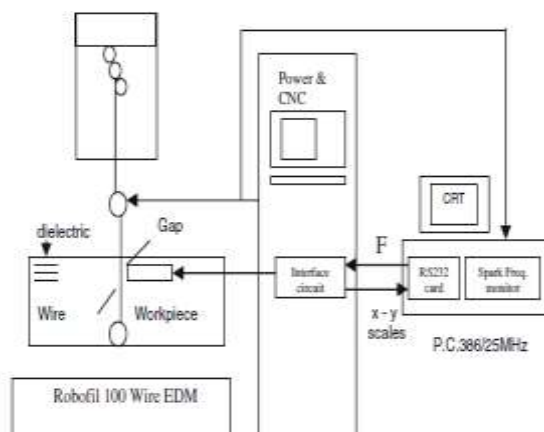 Power &
CNC
CRT
dielectric
Gap
F
Interface
circuit
RS232
card
Spark Freq.
monitor
Wire
Workpiece
x - y
scales
P.C.386/25MHz
Robofil 100 Wire EDM